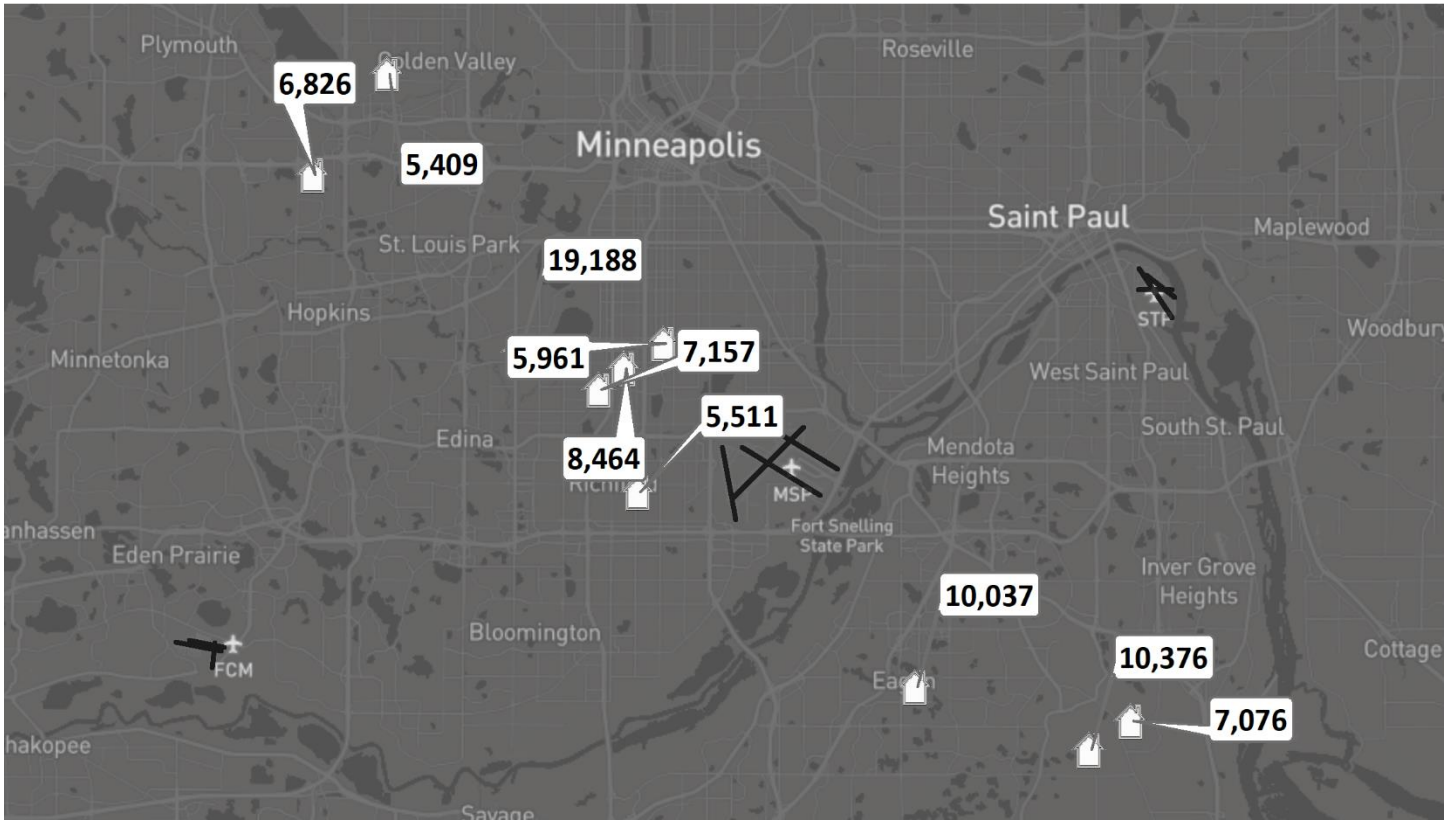 Plymouth
Golden Valley
Roseville
6,826
Minneapolis
5,409
Saint Paul
Maplewood
St. Louis Park
19,188
Hopkins
STP
Woodbury
Minnetonka
5,961
7,157
West Saint Paul
5,511
South St. Paul
Edina
8,464
Mendota
Heights
MSP
Fort Snelling
State Park
anhassen
Eden Prairie
Inver Grove
Heights
10,037
Bloomington
Cottage
10,376
FCM
7,076
hakopee
Savage